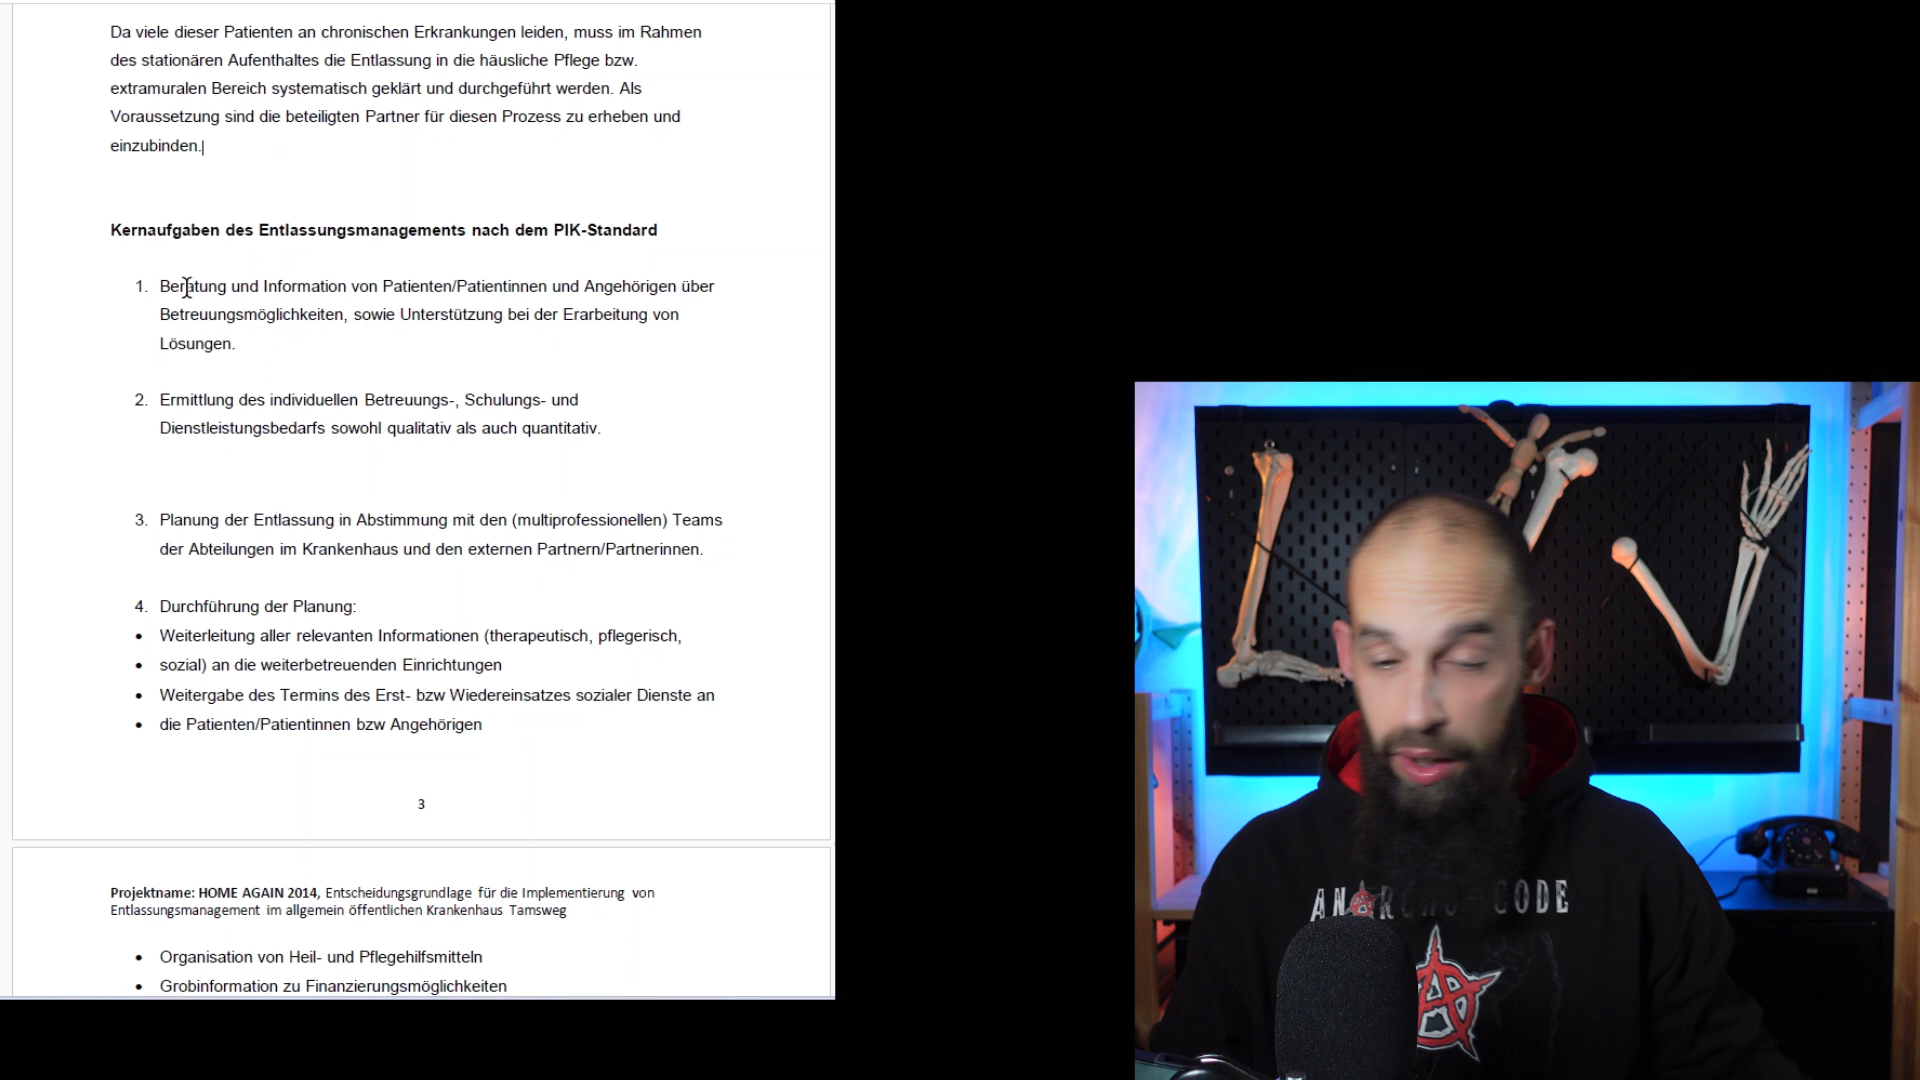 Da viele dieser Patienten an chronischen Erkrankungen leiden, muss im Rahmen
des stationären Aufenthaltes die Entlassung in die häusliche Pflege bzw.
extramuralen Bereich systematisch geklärt und durchgeführt werden. Als
Voraussetzung sind die beteiligten Partner für diesen Prozess zu erheben und
einzubinden.
Kernaufgaben des Entlassungsmanagements nach dem PIK-Standard
1. Beratung und Information von Patienten/Patientinnen und Angehörigen über
Betreuungsmöglichkeiten, sowie Unterstützung bei der Erarbeitung von
Lösungen.
2. Ermittlung des individuellen Betreuungs-, Schulungs- und
Dienstleistungsbedarfs sowohl qualitativ als auch quantitativ.
3. Planung der Entlassung in Abstimmung mit den (multiprofessionellen) Teams
der Abteilungen im Krankenhaus und den externen Partnern/Partnerinnen.
4. Durchführung der Planung:
• Weiterleitung aller relevanten Informationen (therapeutisch, pflegerisch,
• sozial) an die weiterbetreuenden Einrichtungen
• Weitergabe des Termins des Erst- bzw Wiedereinsatzes sozialer Dienste an
• die Patienten/Patientinnen bzw Angehörigen
3
Projektname: HOME AGAIN 2014, Entscheidungsgrundlage für die Implementierung von
Entlassungsmanagement im allgemein öffentlichen Krankenhaus Tamsweg
• Organisation von Heil- und Pflegehilfsmitteln
• Grobinformation zu Finanzierungsmöglichkeiten
CODE